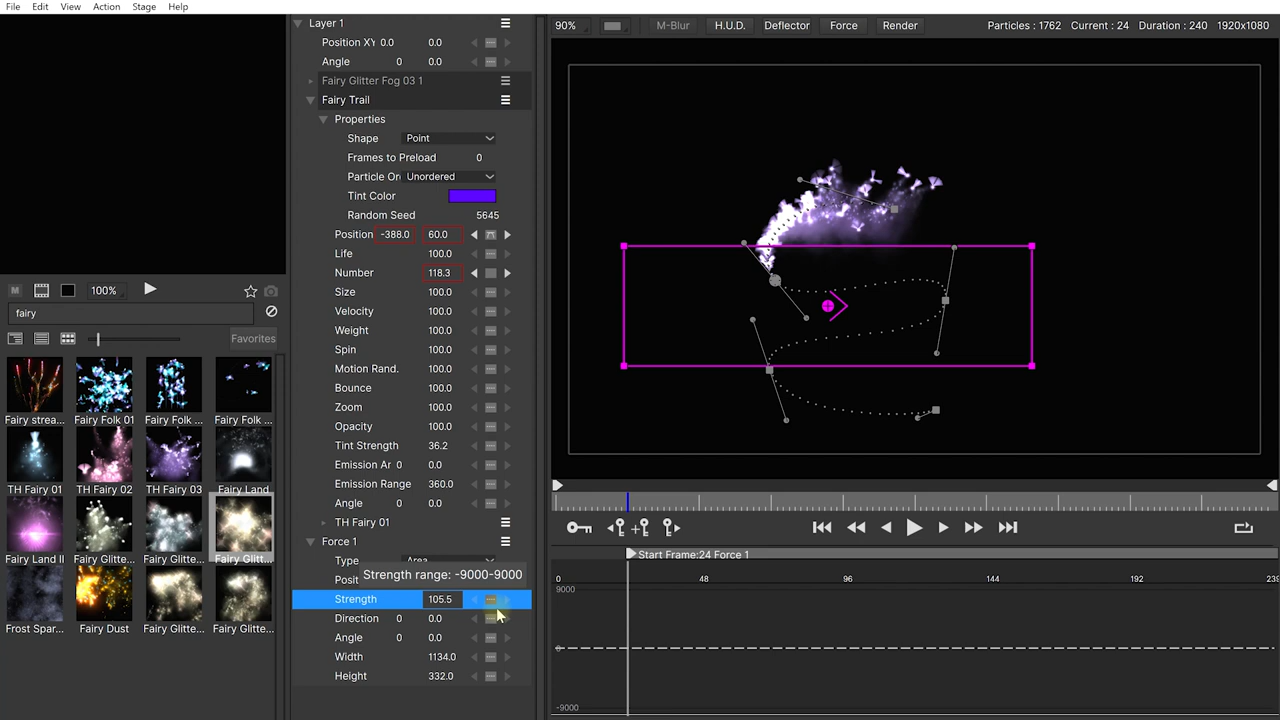 File Edit View Action Stage Help
Layer 1
Position XY 0.0 0.0
Angle 0 0.0
Fairy Glitter Fog 03 1
Fairy Trail
Properties
Shape Point
Frames to Preload 0
Particle Or Unordered
Tint Color
Random Seed 5645
Position -388.0 60.0
Life 100.0
Number 118.3
Size 100.0
Velocity 100.0
Weight 100.0
Spin 100.0
Motion Rand. 100.0
Bounce 100.0
Zoom 100.0
Opacity 100.0
Tint Strength 36.2
Emission Ar 0 0.0
Emission Range 360.0
Angle 0 0.0
TH Fairy 01
Force 1
Type Area
Posit
Strength range: -9000-9000
Strength 105.5
Direction 0 0.0
Angle 0 0.0
Width 1134.0
Height 332.0
M 100%
fairy
Favorites
Fairy strea... Fairy Folk 01 Fairy Folk ... Fairy Folk ...
TH Fairy 01 TH Fairy 02 TH Fairy 03 Fairy Land
Fairy Land II Fairy Glitte... Fairy Glitte... Fairy Glitt...
Frost Spar... Fairy Dust Fairy Glitte... Fairy Glitte...
90% M-Blur H.U.D. Deflector Force Render Particles : 1762 Current : 24 Duration : 240 1920x1080
Start Frame:24 Force 1
0 48 96 144 192 239
9000
0
-9000